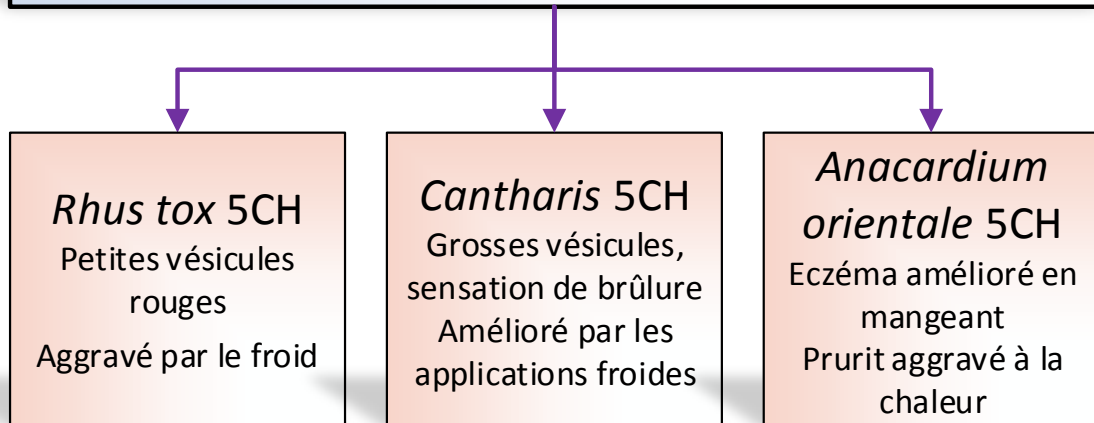 Rhus tox 5CH
Petites vésicules
rouges
Aggravé par le froid
Cantharis 5CH
Grosses vésicules,
sensation de brûlure
Amélioré par les
applications froides
Anacardium
orientale 5CH
Eczéma amélioré en
mangeant
Prurit aggravé à la
chaleur